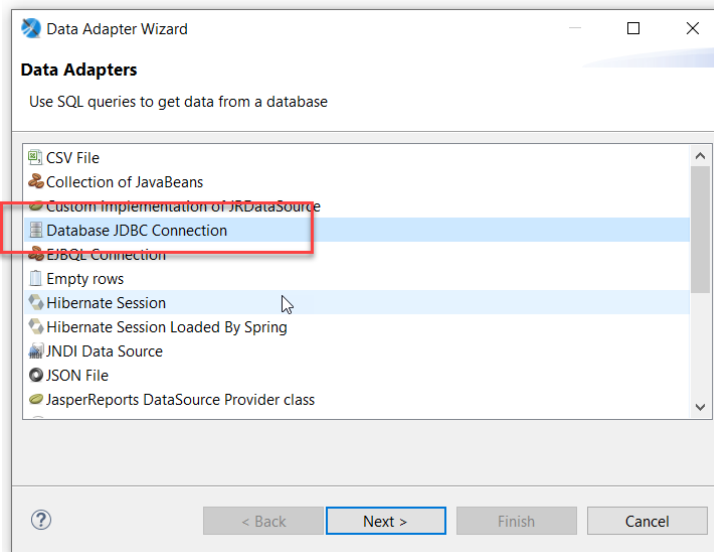 Data Adapter Wizard
Data Adapters
Use SQL queries to get data from a database
CSV File
Collection of JavaBeans
Custom Implementation of JRDataSource
Database JDBC Connection
EJBQL Connection
Empty rows
Hibernate Session
Hibernate Session Loaded By Spring
JNDI Data Source
JSON File
JasperReports DataSource Provider class
< Back Next > Finish Cancel